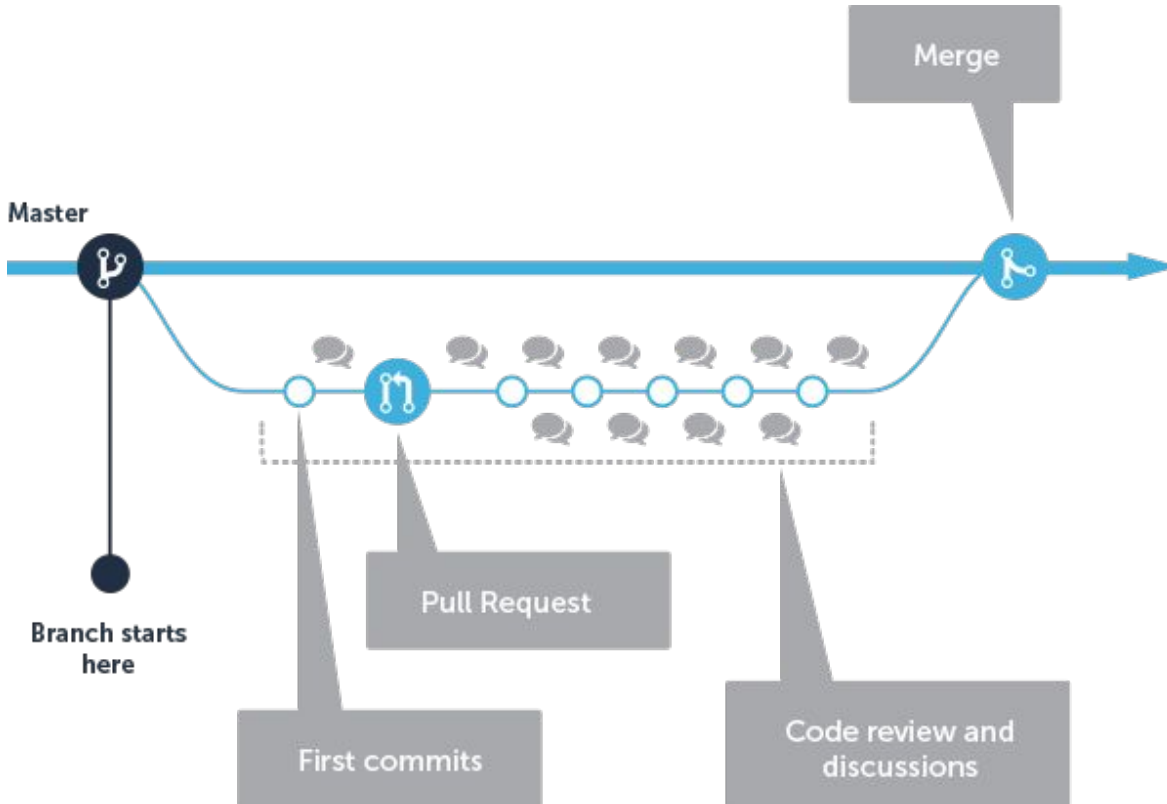 Merge
Master
Pull Request
Branch starts
here
First commits
Code review and
discussions